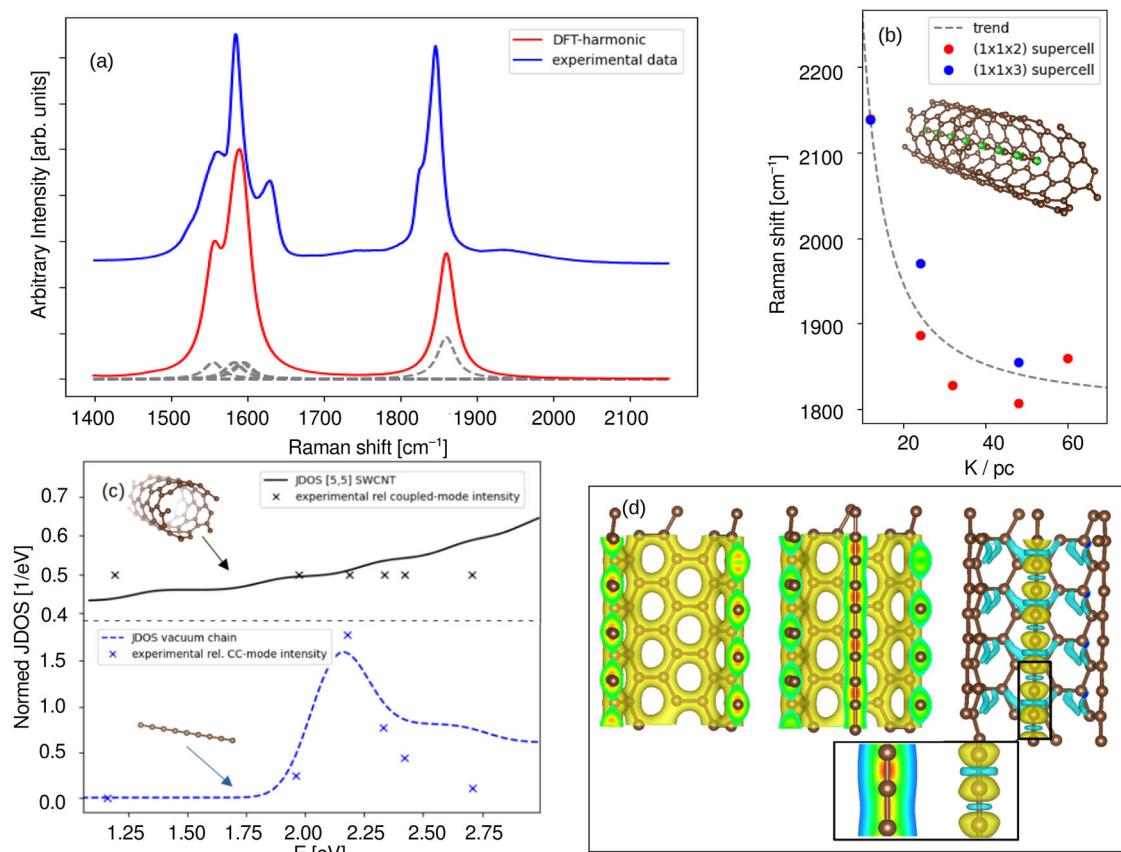 (a)
DFT-harmonic
experimental data
Arbitrary Intensity [arb. units]
1400
1500
1600
1700
1800
1900
2000
2100
Raman shift [cm⁻¹]
(b)
trend
(1x1x2) supercell
(1x1x3) supercell
2200
2100
2000
1900
1800
Raman shift [cm⁻¹]
20
40
60
K / pc
(c)
JDOS [5,5] SWCNT
experimental rel coupled-mode intensity
0.7
0.6
0.5
0.4
JDOS vacuum chain
experimental rel. CC-mode intensity
1.5
1.0
0.5
0.0
Normed JDOS [1/eV]
1.25
1.50
1.75
2.00
2.25
2.50
2.75
E [eV]
(d)